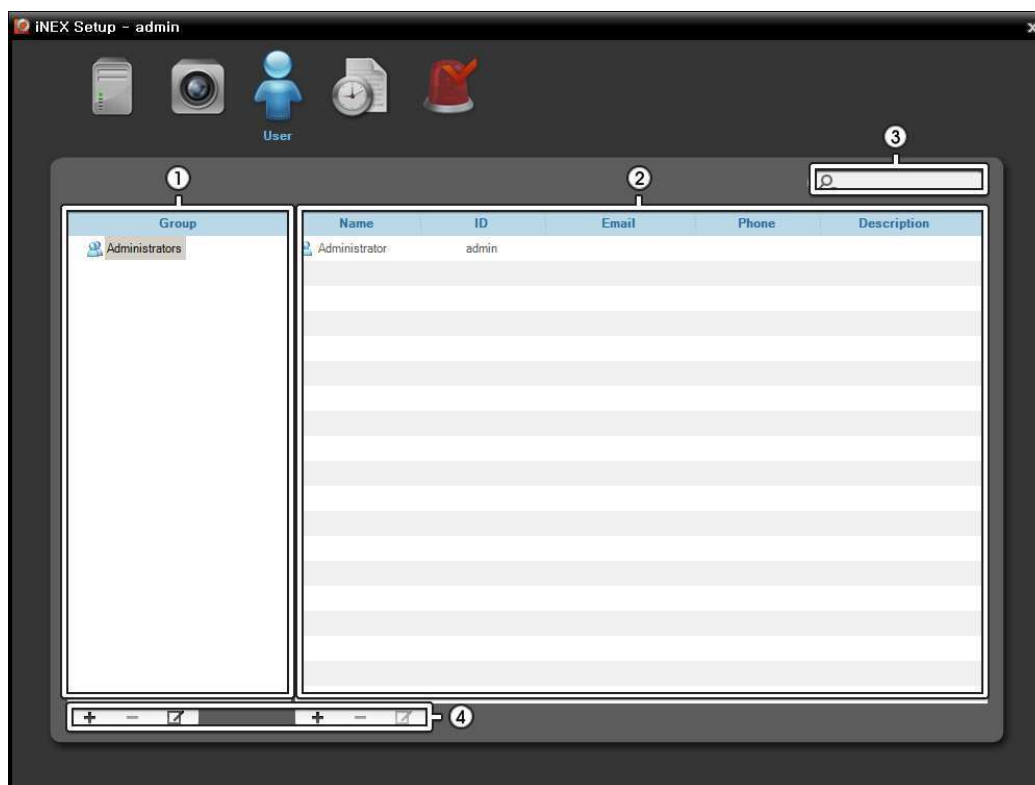 iNEX Setup - admin
x
User
③
①
②
Group
Name ID Email Phone Description
Administrators
Administrator admin
+ - + -
④